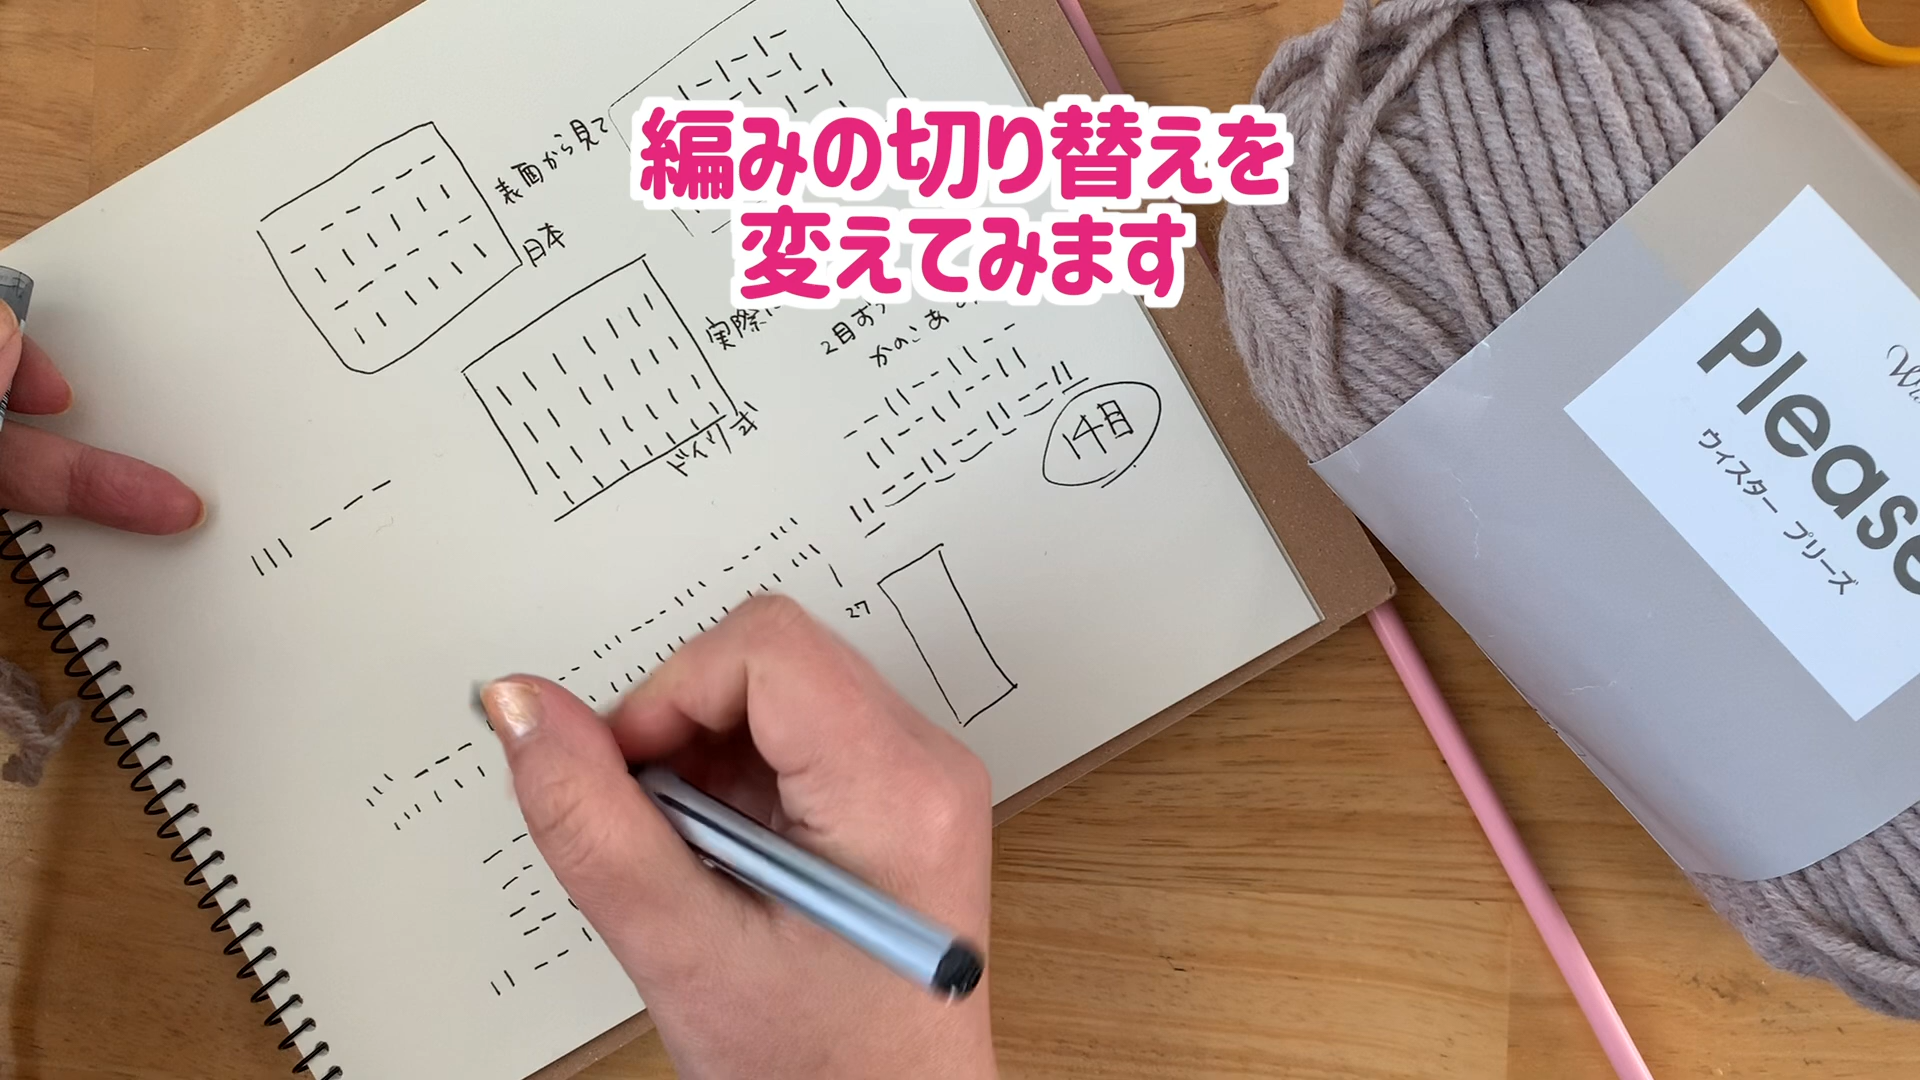 編みの切り替えを
変えてみます
表面から見て
日本
実際に
ドイツ式
2目ずつ
かのこあみ
14目
27
Please
ウィスター プリーズ